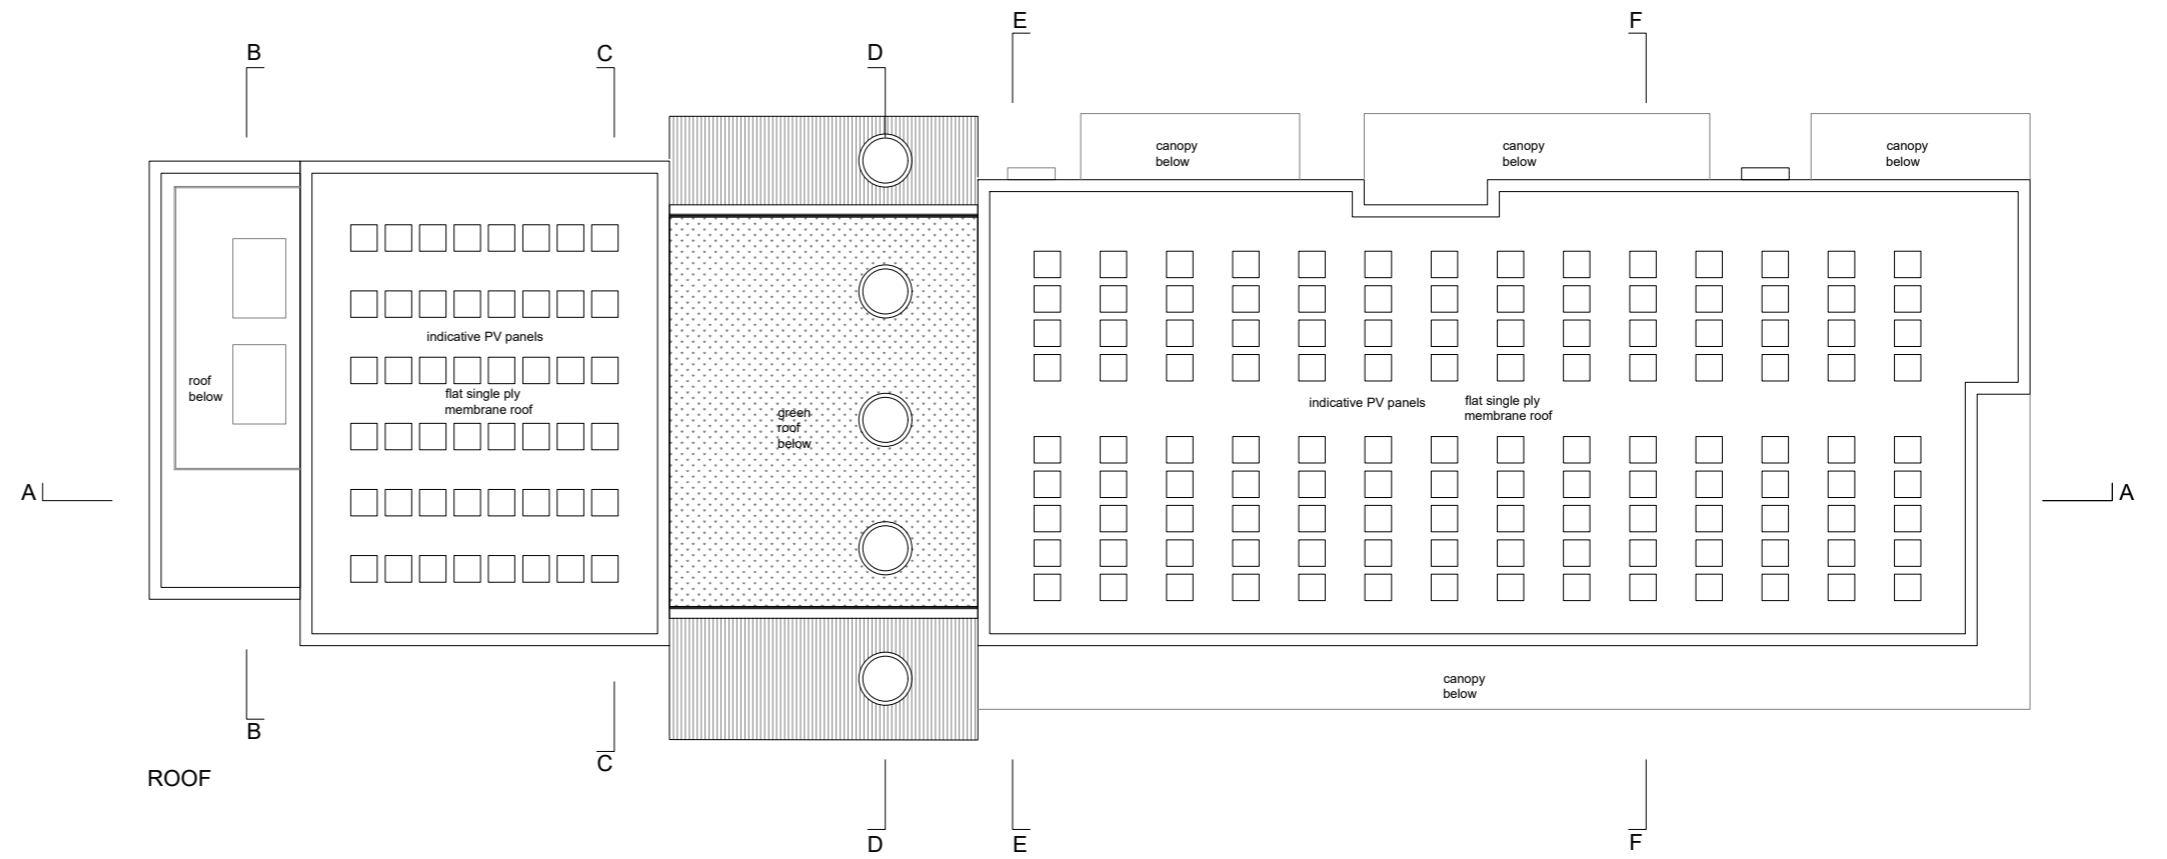 E
F
B
C
D
canopy
below
canopy
below
canopy
below
indicative PV panels
roof
below
flat single ply
membrane roof
green
roof
below
indicative PV panels
flat single ply
membrane roof
A
A
canopy
below
B
C
ROOF
D
E
F